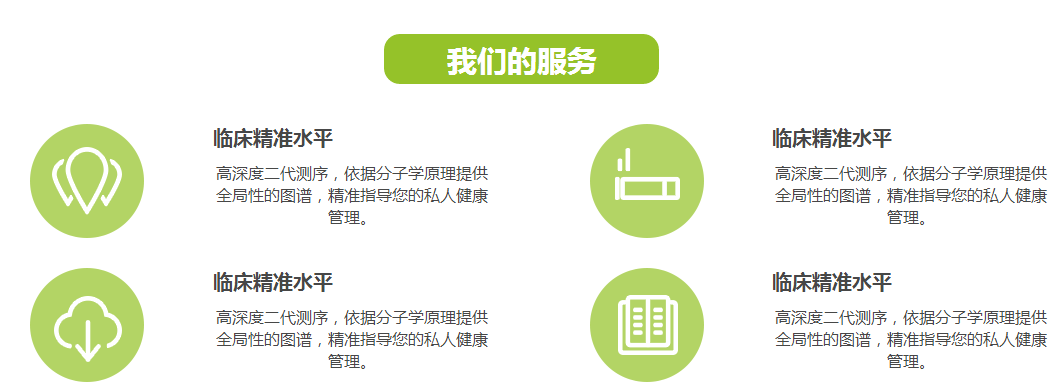 我们的服务
临床精准水平
高深度二代测序，依据分子学原理提供
全局性的图谱，精准指导您的私人健康
管理。
临床精准水平
高深度二代测序，依据分子学原理提供
全局性的图谱，精准指导您的私人健康
管理。
临床精准水平
高深度二代测序，依据分子学原理提供
全局性的图谱，精准指导您的私人健康
管理。
临床精准水平
高深度二代测序，依据分子学原理提供
全局性的图谱，精准指导您的私人健康
管理。